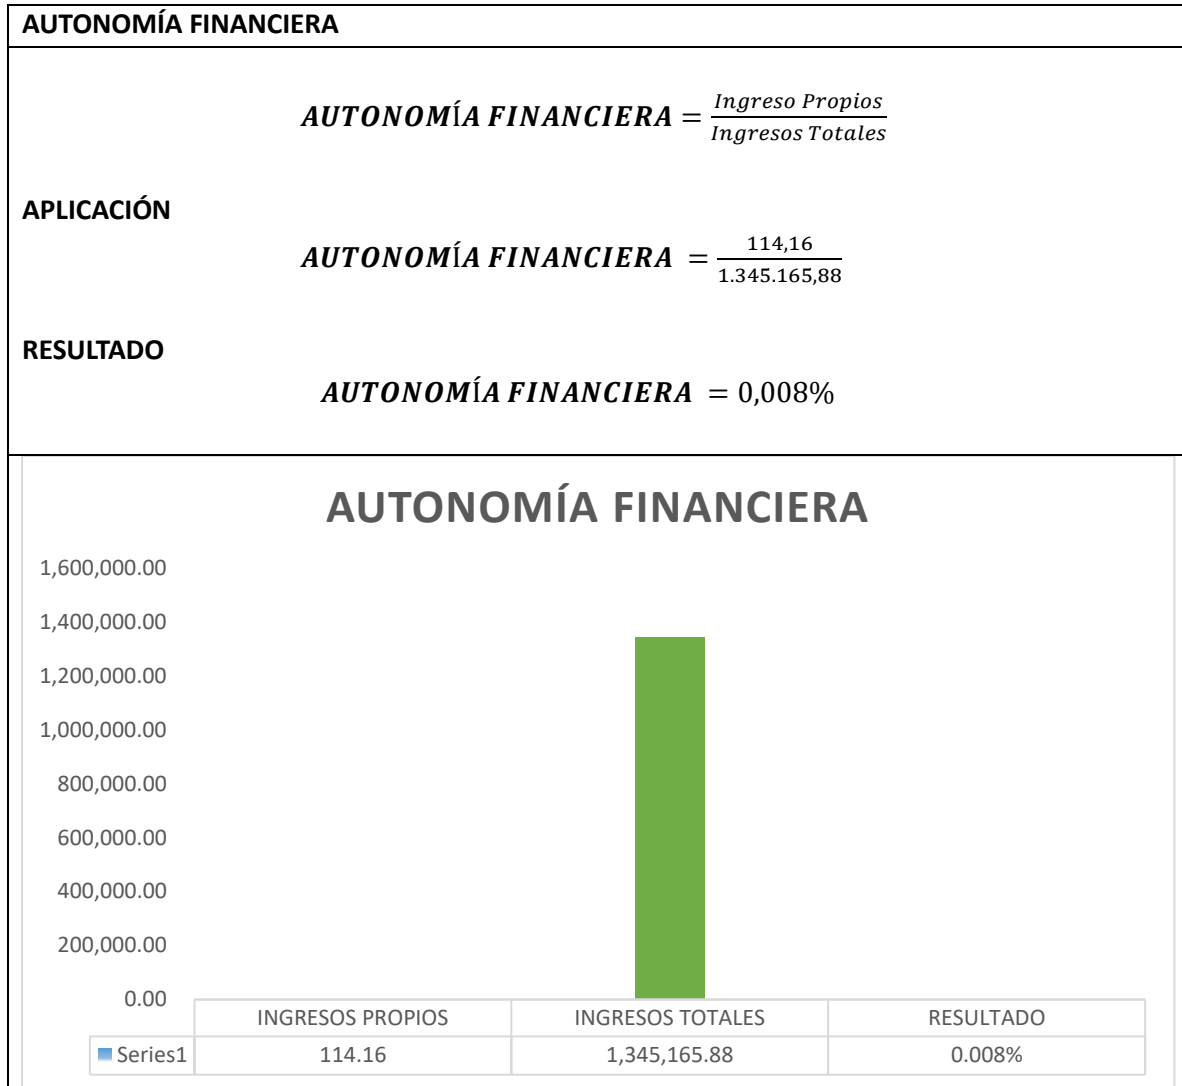 AUTONOMÍA FINANCIERA
AUTONOMÍA FINANCIERA = Ingreso Propios / Ingresos Totales
APLICACIÓN
AUTONOMÍA FINANCIERA = 114,16 / 1.345.165,88
RESULTADO
AUTONOMÍA FINANCIERA = 0,008%
AUTONOMÍA FINANCIERA
1,600,000.00
1,400,000.00
1,200,000.00
1,000,000.00
800,000.00
600,000.00
400,000.00
200,000.00
0.00
INGRESOS PROPIOS INGRESOS TOTALES RESULTADO
Series1 114.16 1,345,165.88 0.008%